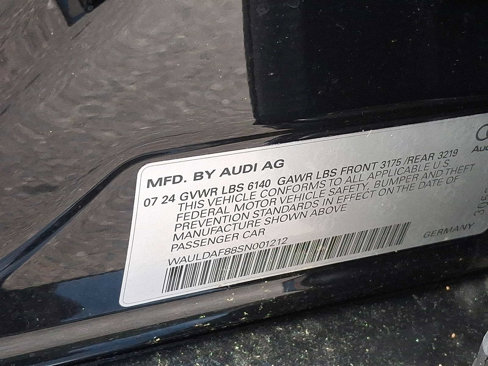 MFD. BY AUDI AG
07 24 GVWR LBS 6140 GAWR LBS FRONT 3175 /REAR 3219
THIS VEHICLE CONFORMS TO ALL APPLICABLE U.S.
FEDERAL MOTOR VEHICLE SAFETY, BUMPER AND THEFT
PREVENTION STANDARDS IN EFFECT ON THE DATE OF
MANUFACTURE SHOWN ABOVE
PASSENGER CAR
WAULDAF88SN001212
GERMANY